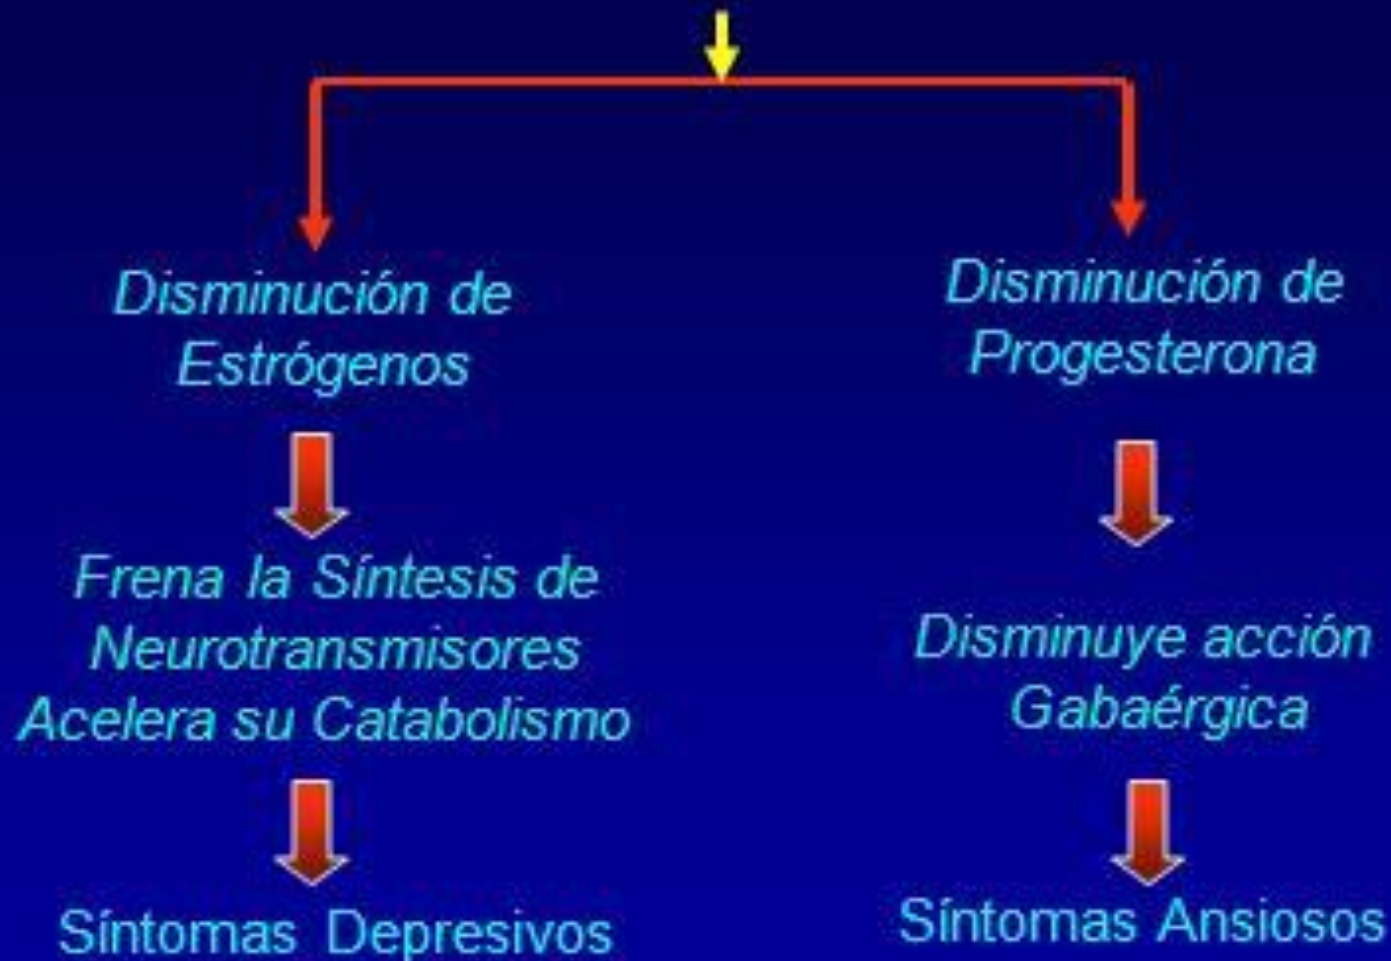 Disminución de
Estrógenos
Frena la Síntesis de
Neurotransmisores
Acelera su Catabolismo
Síntomas Depresivos
Disminución de
Progesterona
Disminuye acción
Gabaérgica
Síntomas Ansiosos